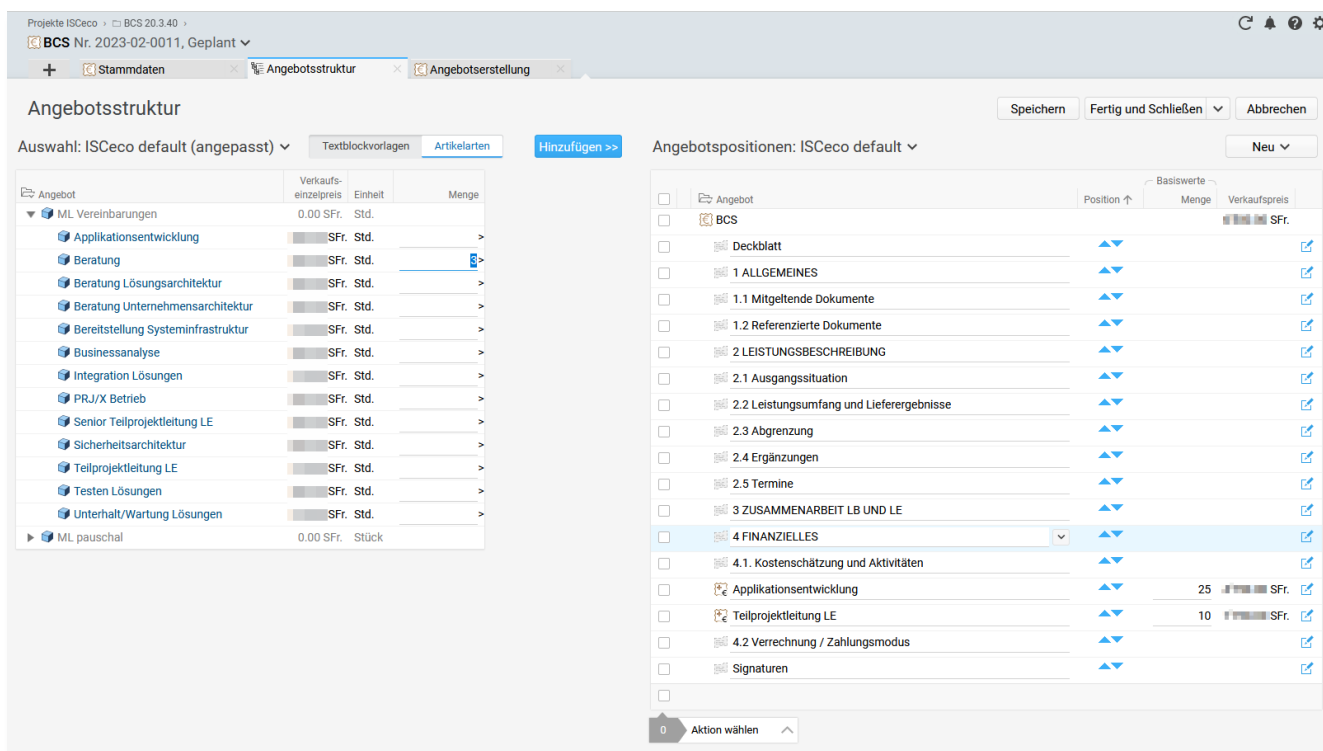 Projekte ISCeco › BCS 20.3.40 ›
BCS Nr. 2023-02-0011, Geplant
+ Stammdaten × Angebotsstruktur × Angebotserstellung ×
Angebotsstruktur
Speichern Fertig und Schließen Abbrechen
Auswahl: ISCeco default (angepasst) Textblockvorlagen Artikelarten Hinzufügen >>
Angebotspositionen: ISCeco default Neu
Angebot Verkaufs-
einzelpreis Einheit Menge
ML Vereinbarungen 0.00 SFr. Std.
Applikationsentwicklung SFr. Std. >
Beratung SFr. Std. 3 >
Beratung Lösungsarchitektur SFr. Std. >
Beratung Unternehmensarchitektur SFr. Std. >
Bereitstellung Systeminfrastruktur SFr. Std. >
Businessanalyse SFr. Std. >
Integration Lösungen SFr. Std. >
PRJ/X Betrieb SFr. Std. >
Senior Teilprojektleitung LE SFr. Std. >
Sicherheitsarchitektur SFr. Std. >
Teilprojektleitung LE SFr. Std. >
Testen Lösungen SFr. Std. >
Unterhalt/Wartung Lösungen SFr. Std. >
ML pauschal 0.00 SFr. Stück
Basiswerte
Angebot Position Menge Verkaufspreis
BCS SFr.
Deckblatt
1 ALLGEMEINES
1.1 Mitgeltende Dokumente
1.2 Referenzierte Dokumente
2 LEISTUNGSBESCHREIBUNG
2.1 Ausgangssituation
2.2 Leistungsumfang und Lieferergebnisse
2.3 Abgrenzung
2.4 Ergänzungen
2.5 Termine
3 ZUSAMMENARBEIT LB UND LE
4 FINANZIELLES
4.1. Kostenschätzung und Aktivitäten
Applikationsentwicklung 25 SFr.
Teilprojektleitung LE 10 SFr.
4.2 Verrechnung / Zahlungsmodus
Signaturen
0 Aktion wählen